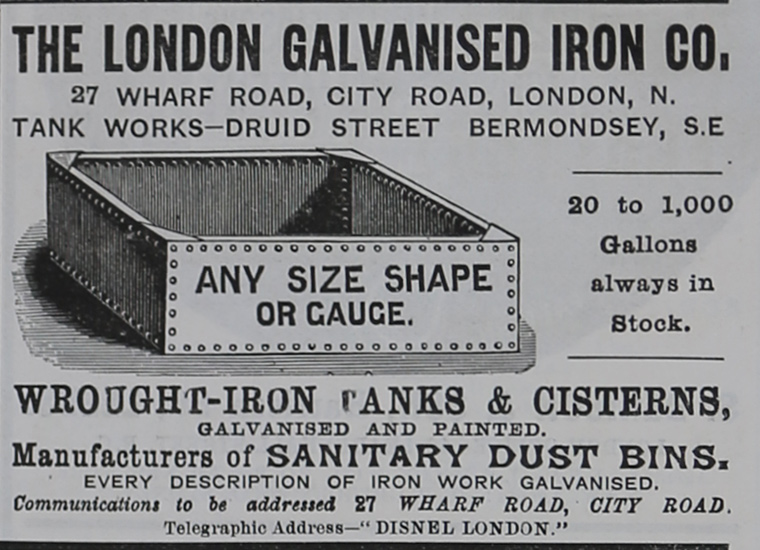 THE LONDON GALVANISED IRON CO.
27 WHARF ROAD, CITY ROAD, LONDON, N.
TANK WORKS—DRUID STREET BERMONDSEY, S.E
ANY SIZE SHAPE
OR GAUGE.
20 to 1,000
Gallons
always in
Stock.
WROUGHT-IRON TANKS & CISTERNS,
GALVANISED AND PAINTED.
Manufacturers of SANITARY DUST BINS.
EVERY DESCRIPTION OF IRON WORK GALVANISED.
Communications to be addressed 27 WHARF ROAD, CITY ROAD.
Telegraphic Address—"DISNEL LONDON."